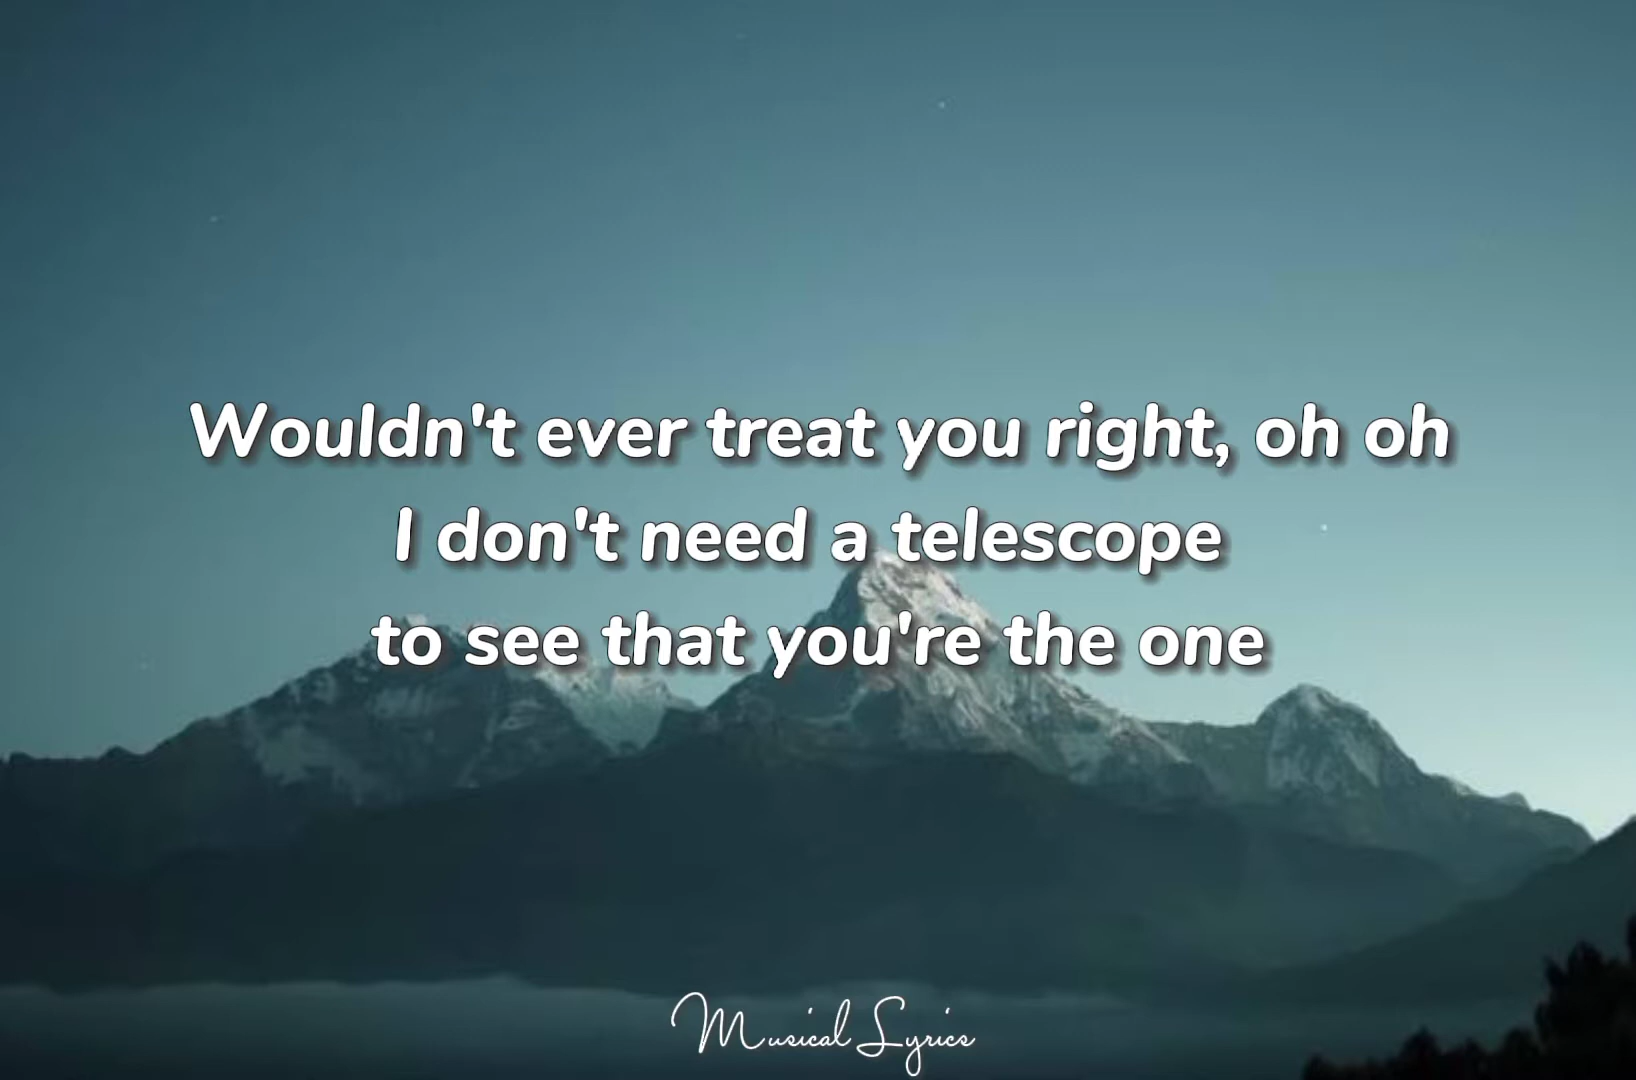 Wouldn't ever treat you right, oh oh
I don't need a telescope
to see that you're the one
Musical Lyrics